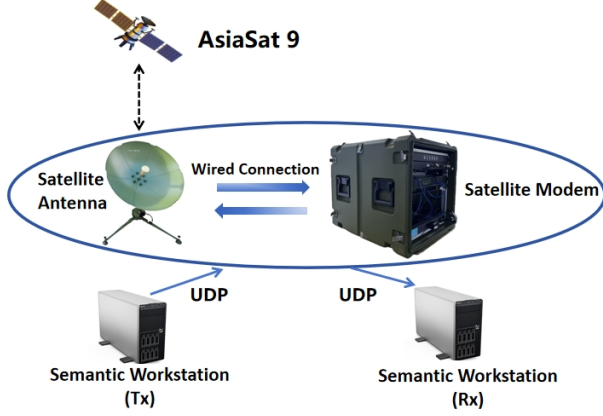 AsiaSat 9
Satellite
Antenna
Wired Connection
Satellite Modem
UDP
UDP
Semantic Workstation
(Tx)
Semantic Workstation
(Rx)